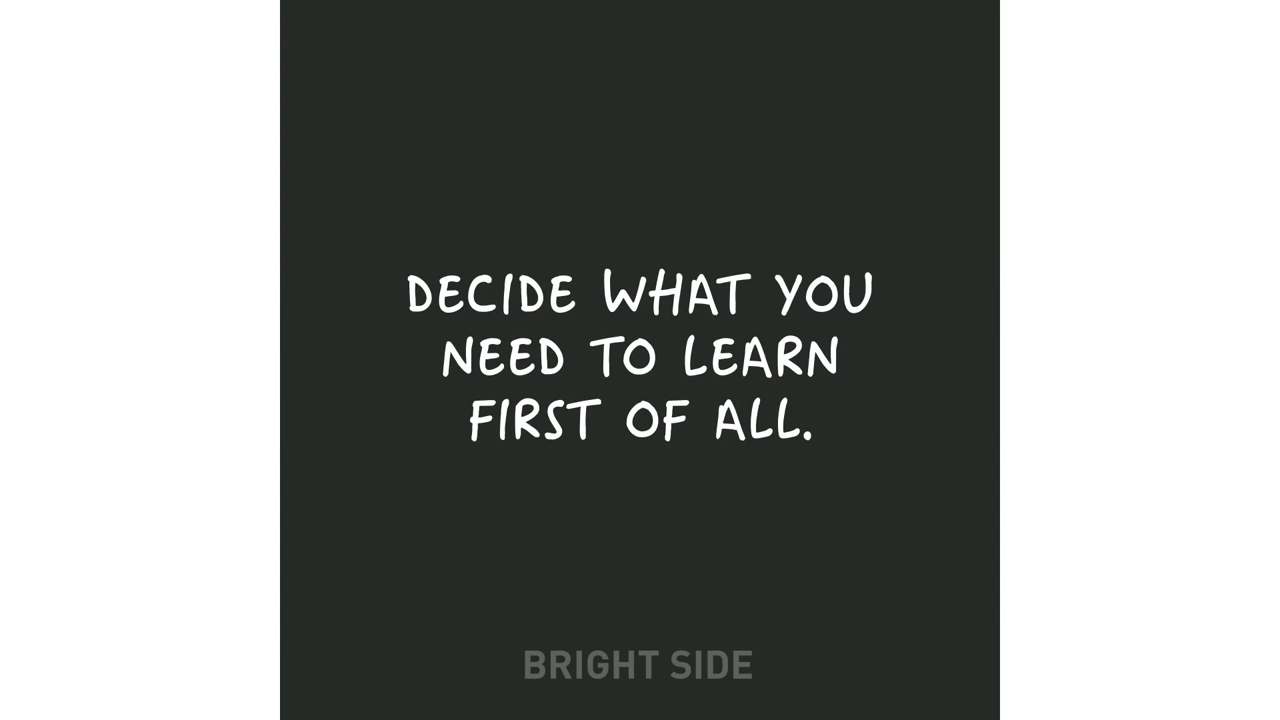 DECIDE WHAT YOU
NEED TO LEARN
FIRST OF ALL.
BRIGHT SIDE